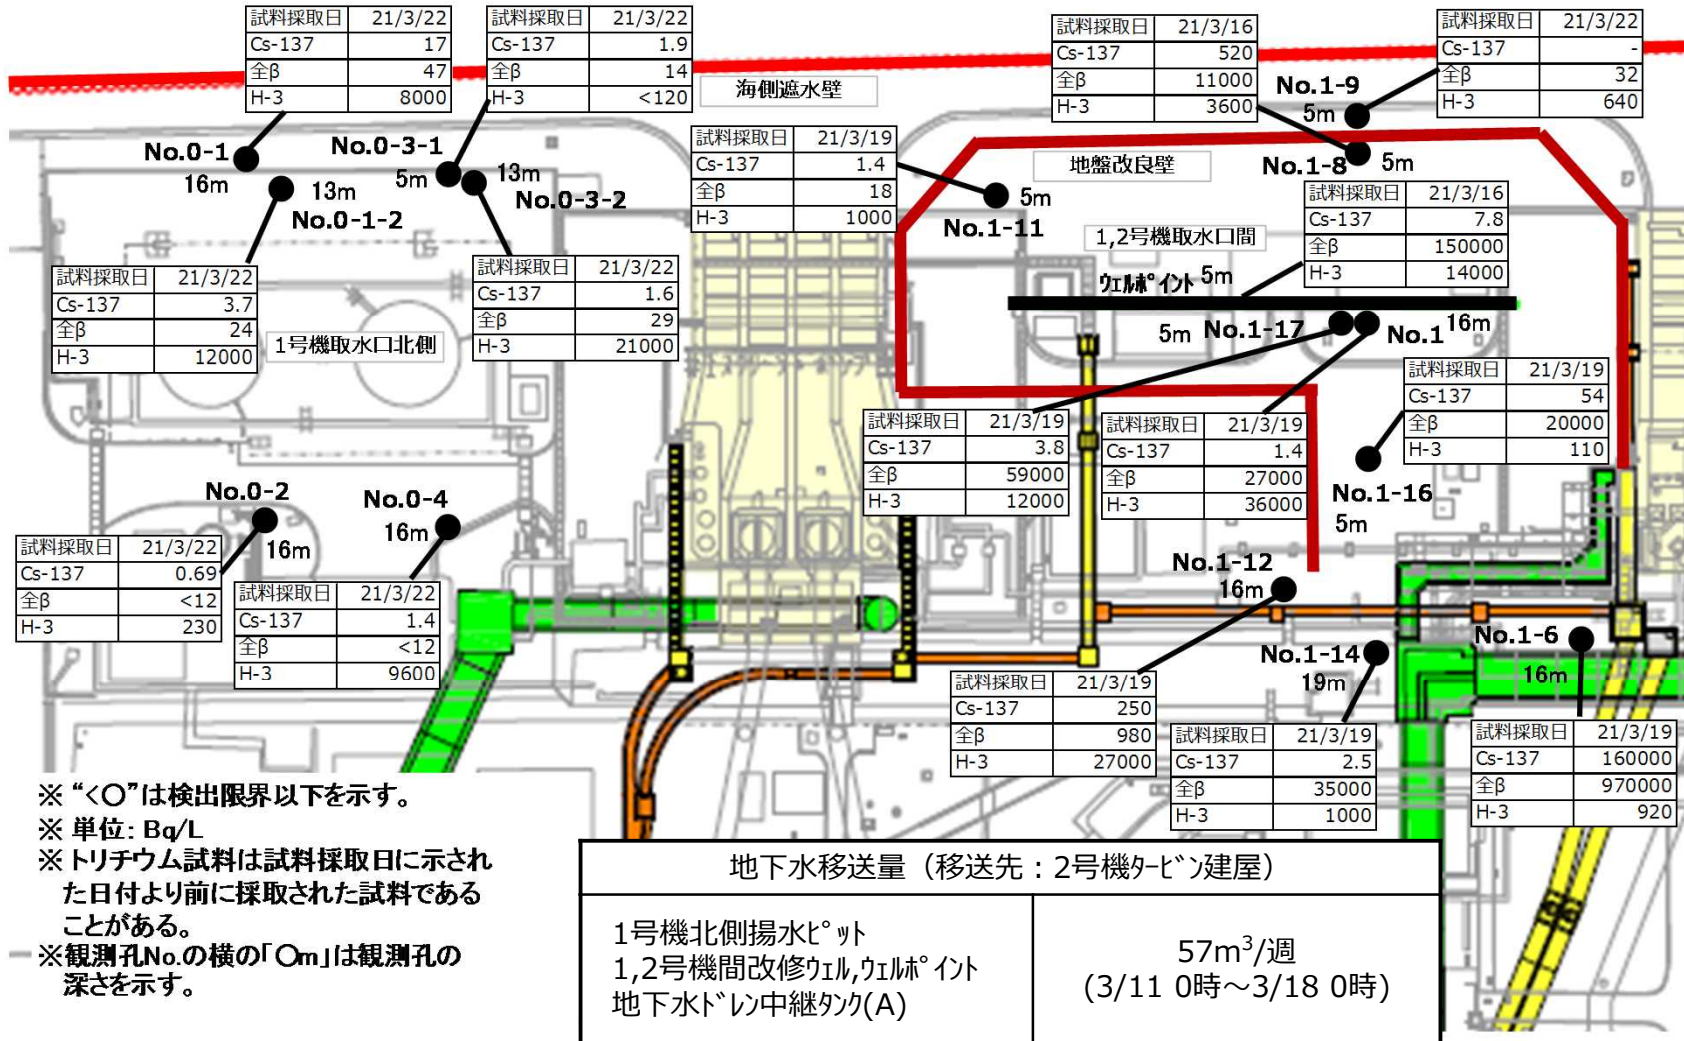 試料採取日 21/3/22
Cs-137 17
全β 47
H-3 8000
試料採取日 21/3/22
Cs-137 1.9
全β 14
H-3 <120
海側遮水壁
試料採取日 21/3/16
Cs-137 520
全β 11000
H-3 3600
試料採取日 21/3/22
Cs-137 -
全β 32
H-3 640
No.1-9
5m
No.0-1
16m
No.0-3-1
5m
13m
No.0-3-2
13m
No.0-1-2
試料採取日 21/3/19
Cs-137 1.4
全β 18
H-3 1000
5m
No.1-11
地盤改良壁
No.1-8
5m
試料採取日 21/3/16
Cs-137 7.8
全β 150000
H-3 14000
1,2号機取水口間
ウェルポイント 5m
試料採取日 21/3/22
Cs-137 3.7
全β 24
H-3 12000
1号機取水口北側
試料採取日 21/3/22
Cs-137 1.6
全β 29
H-3 21000
5m No.1-17
No.1 16m
試料採取日 21/3/19
Cs-137 54
全β 20000
H-3 110
試料採取日 21/3/19
Cs-137 3.8
全β 59000
H-3 12000
試料採取日 21/3/19
Cs-137 1.4
全β 27000
H-3 36000
No.1-16
5m
No.0-2
16m
No.0-4
16m
試料採取日 21/3/22
Cs-137 0.69
全β <12
H-3 230
試料採取日 21/3/22
Cs-137 1.4
全β <12
H-3 9600
No.1-12
16m
No.1-14
19m
No.1-6
16m
試料採取日 21/3/19
Cs-137 250
全β 980
H-3 27000
試料採取日 21/3/19
Cs-137 2.5
全β 35000
H-3 1000
試料採取日 21/3/19
Cs-137 160000
全β 970000
H-3 920
※ “<○”は検出限界以下を示す。
※ 単位: Bq/L
※トリチウム試料は試料採取日に示され
た日付より前に採取された試料である
ことがある。
※観測孔No.の横の「○m」は観測孔の
深さを示す。
地下水移送量（移送先：2号機タービン建屋）
1号機北側揚水ピット
1,2号機間改修ウェル,ウェルポイント
地下水ドレン中継タンク(A)
57m³/週
(3/11 0時～3/18 0時)